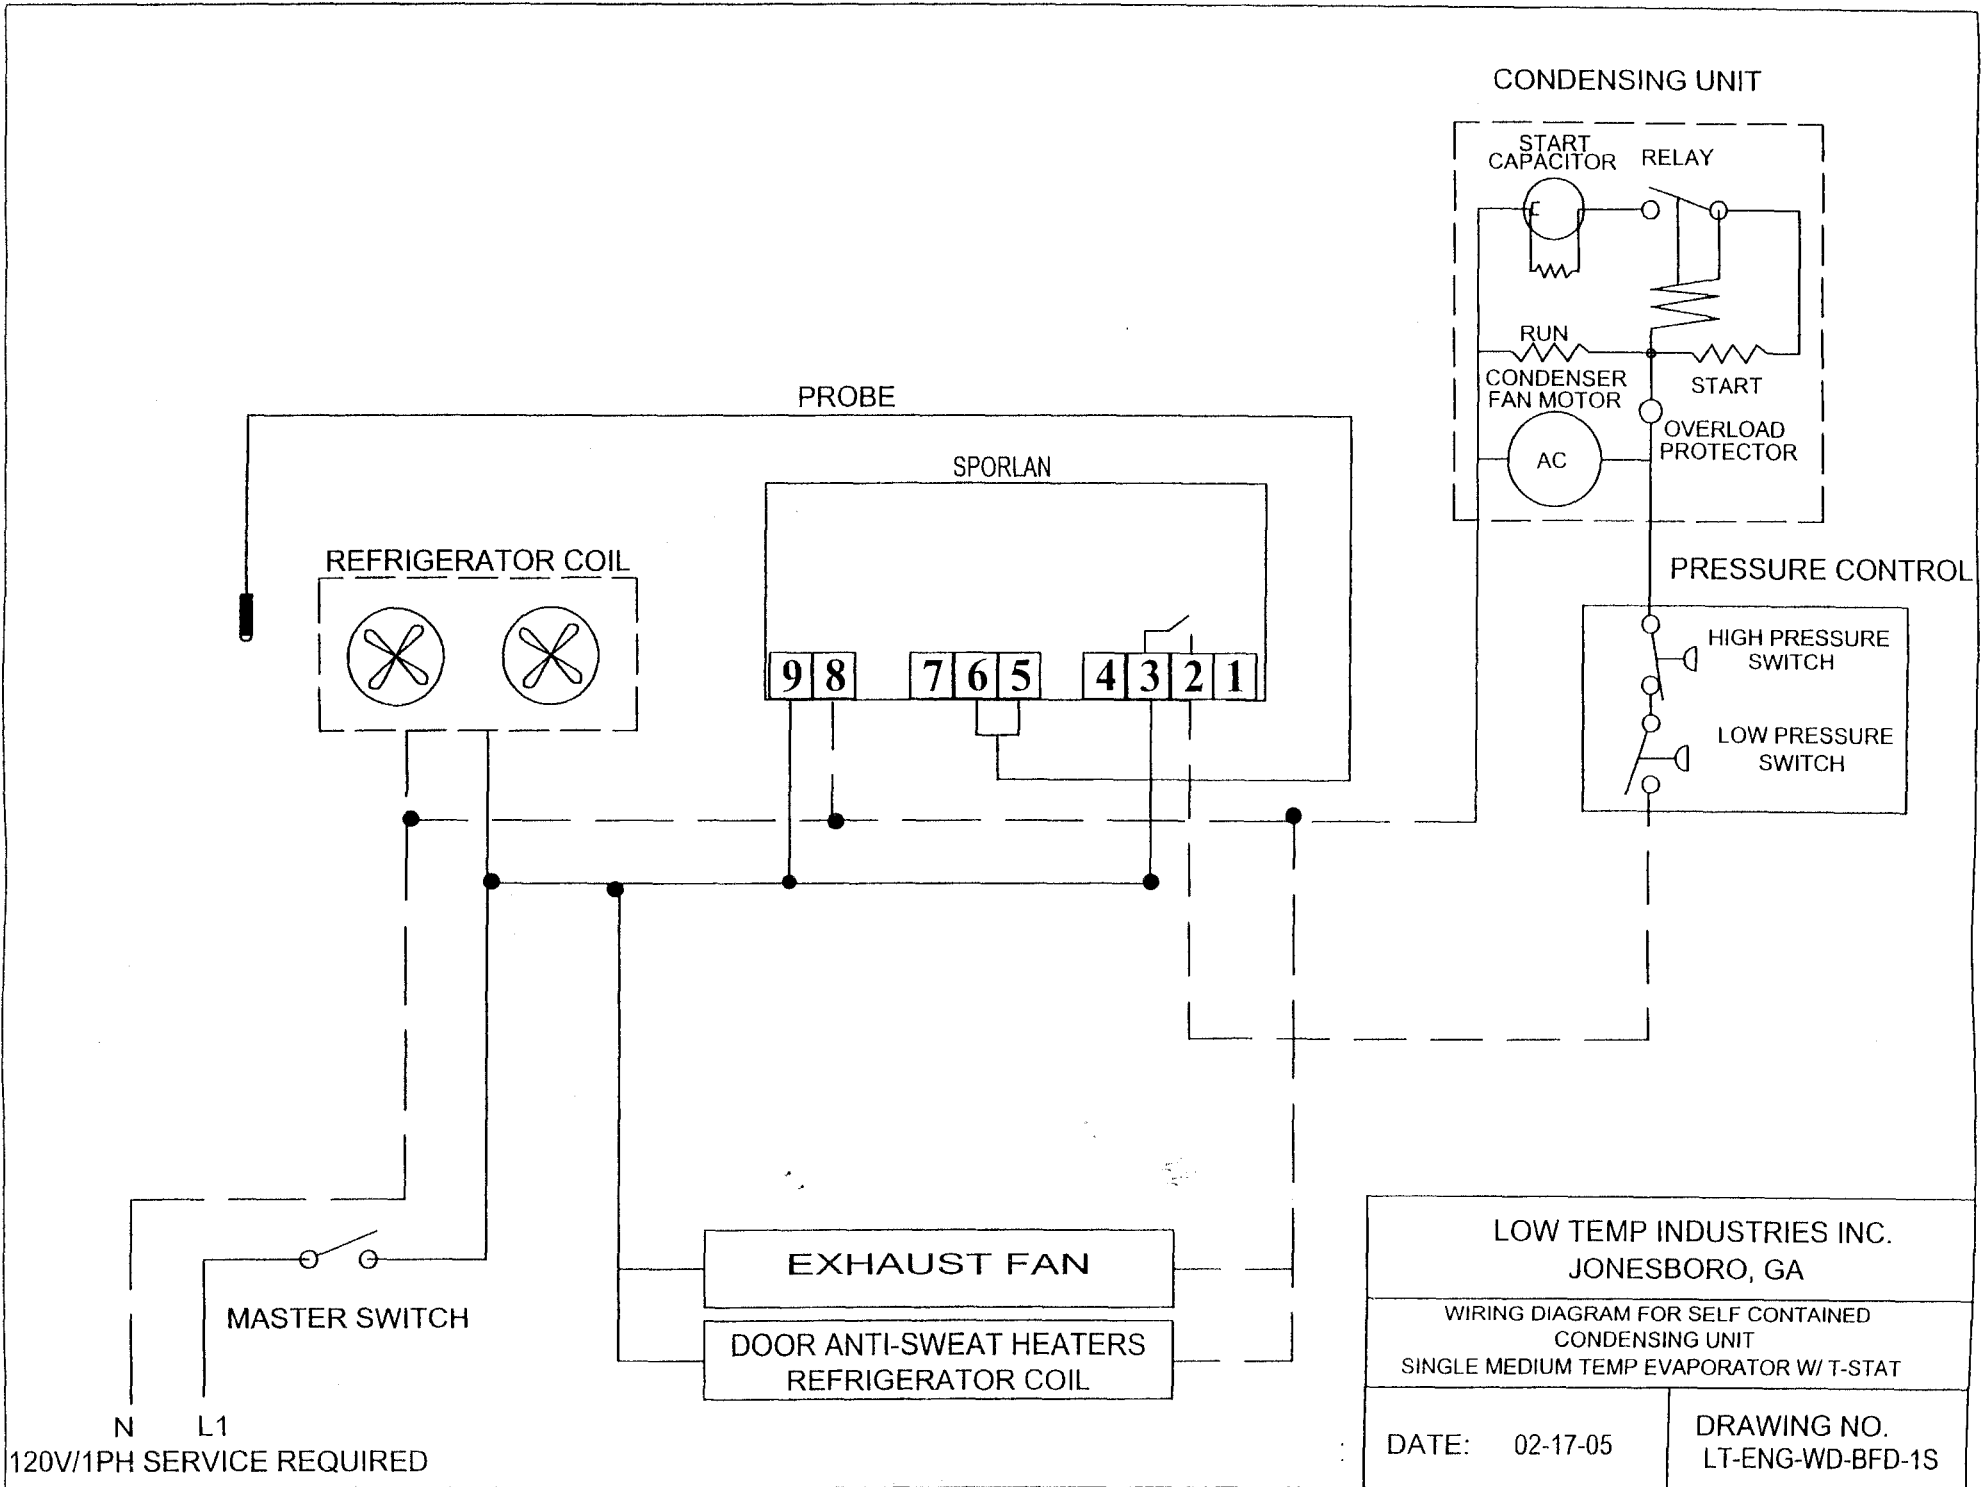 CONDENSING UNIT
START
CAPACITOR
RELAY
RUN
CONDENSER
FAN MOTOR
START
OVERLOAD
PROTECTOR
AC
PROBE
SPORLAN
REFRIGERATOR COIL
PRESSURE CONTROL
HIGH PRESSURE
SWITCH
LOW PRESSURE
SWITCH
9 8 7 6 5 4 3 2 1
EXHAUST FAN
DOOR ANTI-SWEAT HEATERS
REFRIGERATOR COIL
MASTER SWITCH
N L1
120V/1PH SERVICE REQUIRED
LOW TEMP INDUSTRIES INC.
JONESBORO, GA
WIRING DIAGRAM FOR SELF CONTAINED
CONDENSING UNIT
SINGLE MEDIUM TEMP EVAPORATOR W/ T-STAT
DATE: 02-17-05
DRAWING NO.
LT-ENG-WD-BFD-1S